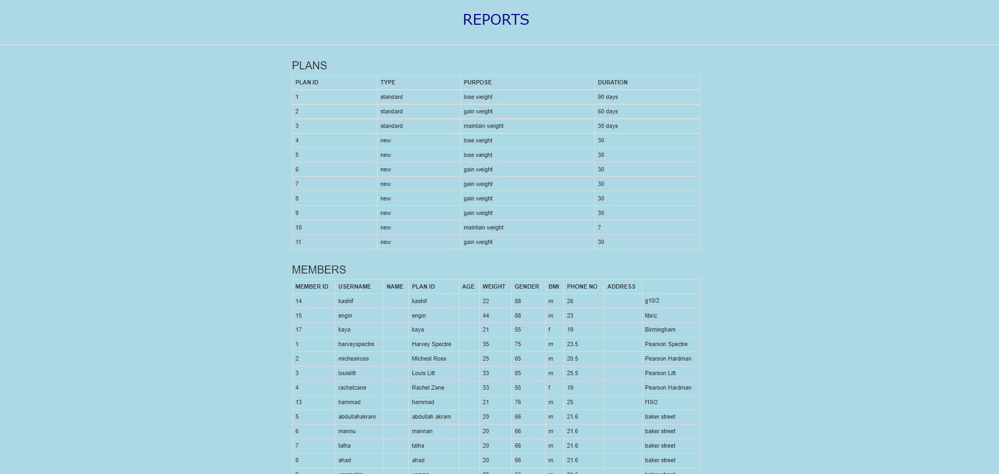 REPORTS
PLANS
PLAN ID TYPE PURPOSE DURATION
1 standard lose weight 90 days
2 standard gain weight 60 days
3 standard maintain weight 30 days
4 new lose weight 30
5 new lose weight 30
6 new gain weight 30
7 new gain weight 30
8 new gain weight 30
9 new gain weight 30
10 new maintain weight 7
11 new gain weight 30
MEMBERS
MEMBER ID USERNAME NAME PLAN ID AGE WEIGHT GENDER BMI PHONE NO ADDRESS
14 kashif kashif 22 88 m 26 g10/2
15 engin engin 44 88 m 23 tibriz
17 kaya kaya 21 55 f 19 Birmingham
1 harveyspectre Harvey Spectre 35 75 m 23.5 Pearson Spectre
2 michealross Micheal Ross 25 65 m 20.5 Pearson Hardman
3 louislitt Louis Litt 33 85 m 25.5 Pearson Litt
4 rachelzane Rachel Zane 33 55 f 19 Pearson Hardman
13 hammad hammad 21 76 m 25 f10/2
5 abdullahakram abdullah akram 20 66 m 21.6 baker street
6 mannu mannan 20 66 m 21.6 baker street
7 talha talha 20 66 m 21.6 baker street
8 ahad ahad 20 66 m 21.6 baker street